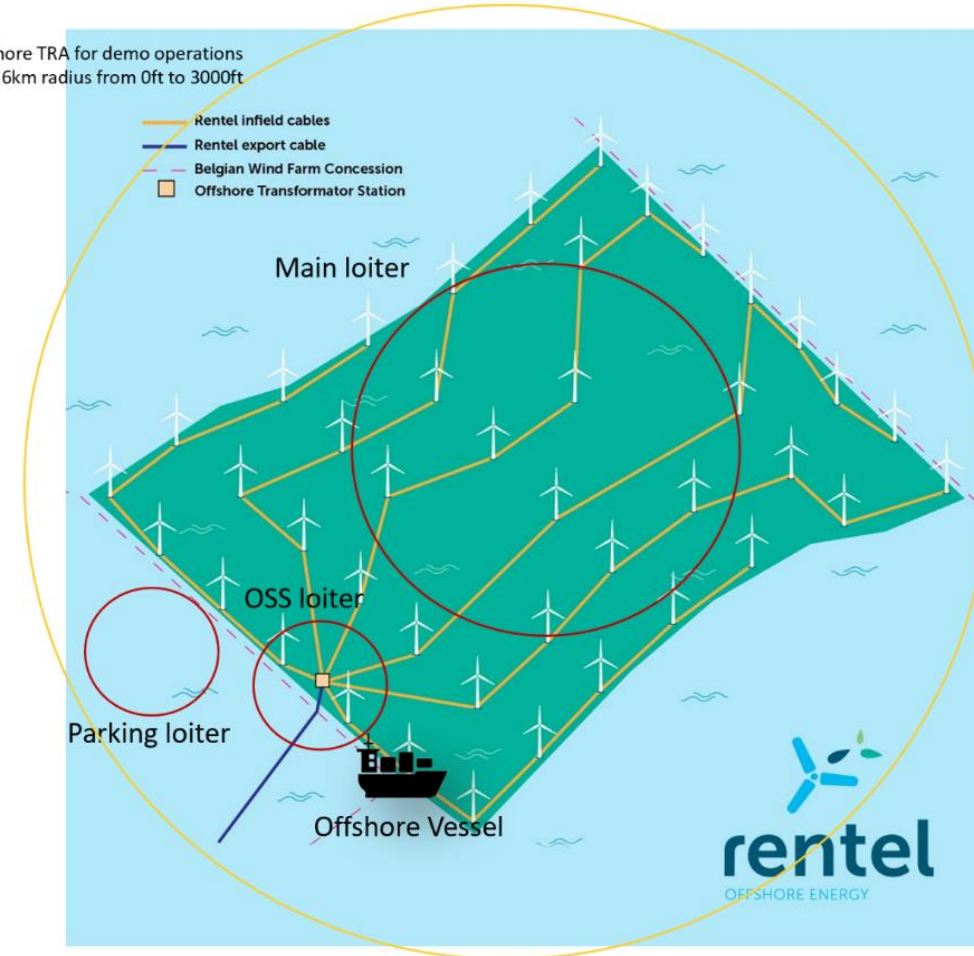 ore TRA for demo operations
6km radius from 0ft to 3000ft
Rentel infield cables
Rentel export cable
Belgian Wind Farm Concession
Offshore Transformator Station
Main loiter
OSS loiter
Parking loiter
Offshore Vessel
rentel
OFFSHORE ENERGY